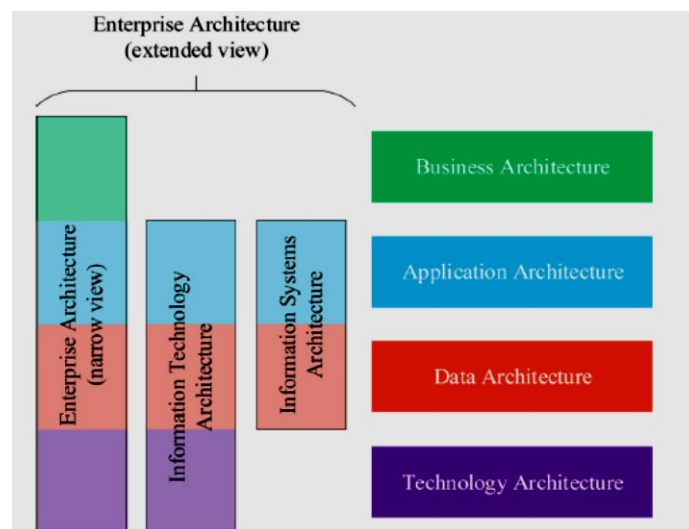 Enterprise Architecture
(extended view)
Enterprise Architecture
(narrow view)
Information Technology
Architecture
Information Systems
Architecture
Business Architecture
Application Architecture
Data Architecture
Technology Architecture